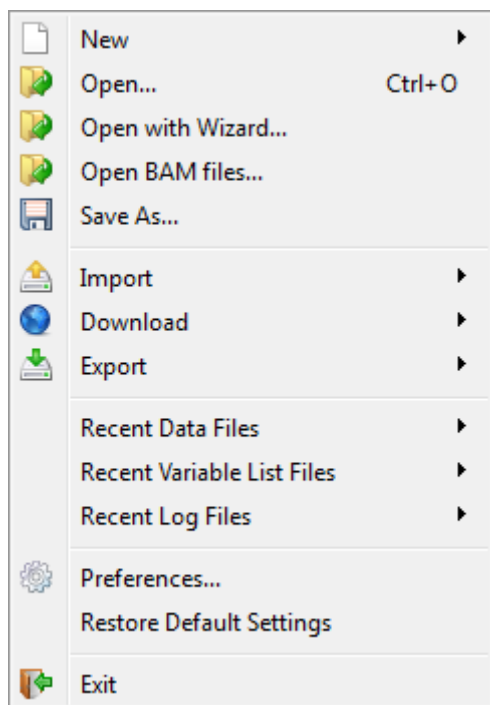 New
Open... Ctrl+O
Open with Wizard...
Open BAM files...
Save As...
Import
Download
Export
Recent Data Files
Recent Variable List Files
Recent Log Files
Preferences...
Restore Default Settings
Exit